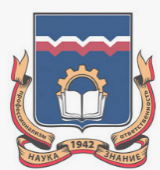 профессионализм
ответственность
НАУКА 1942 ЗНАНИЕ